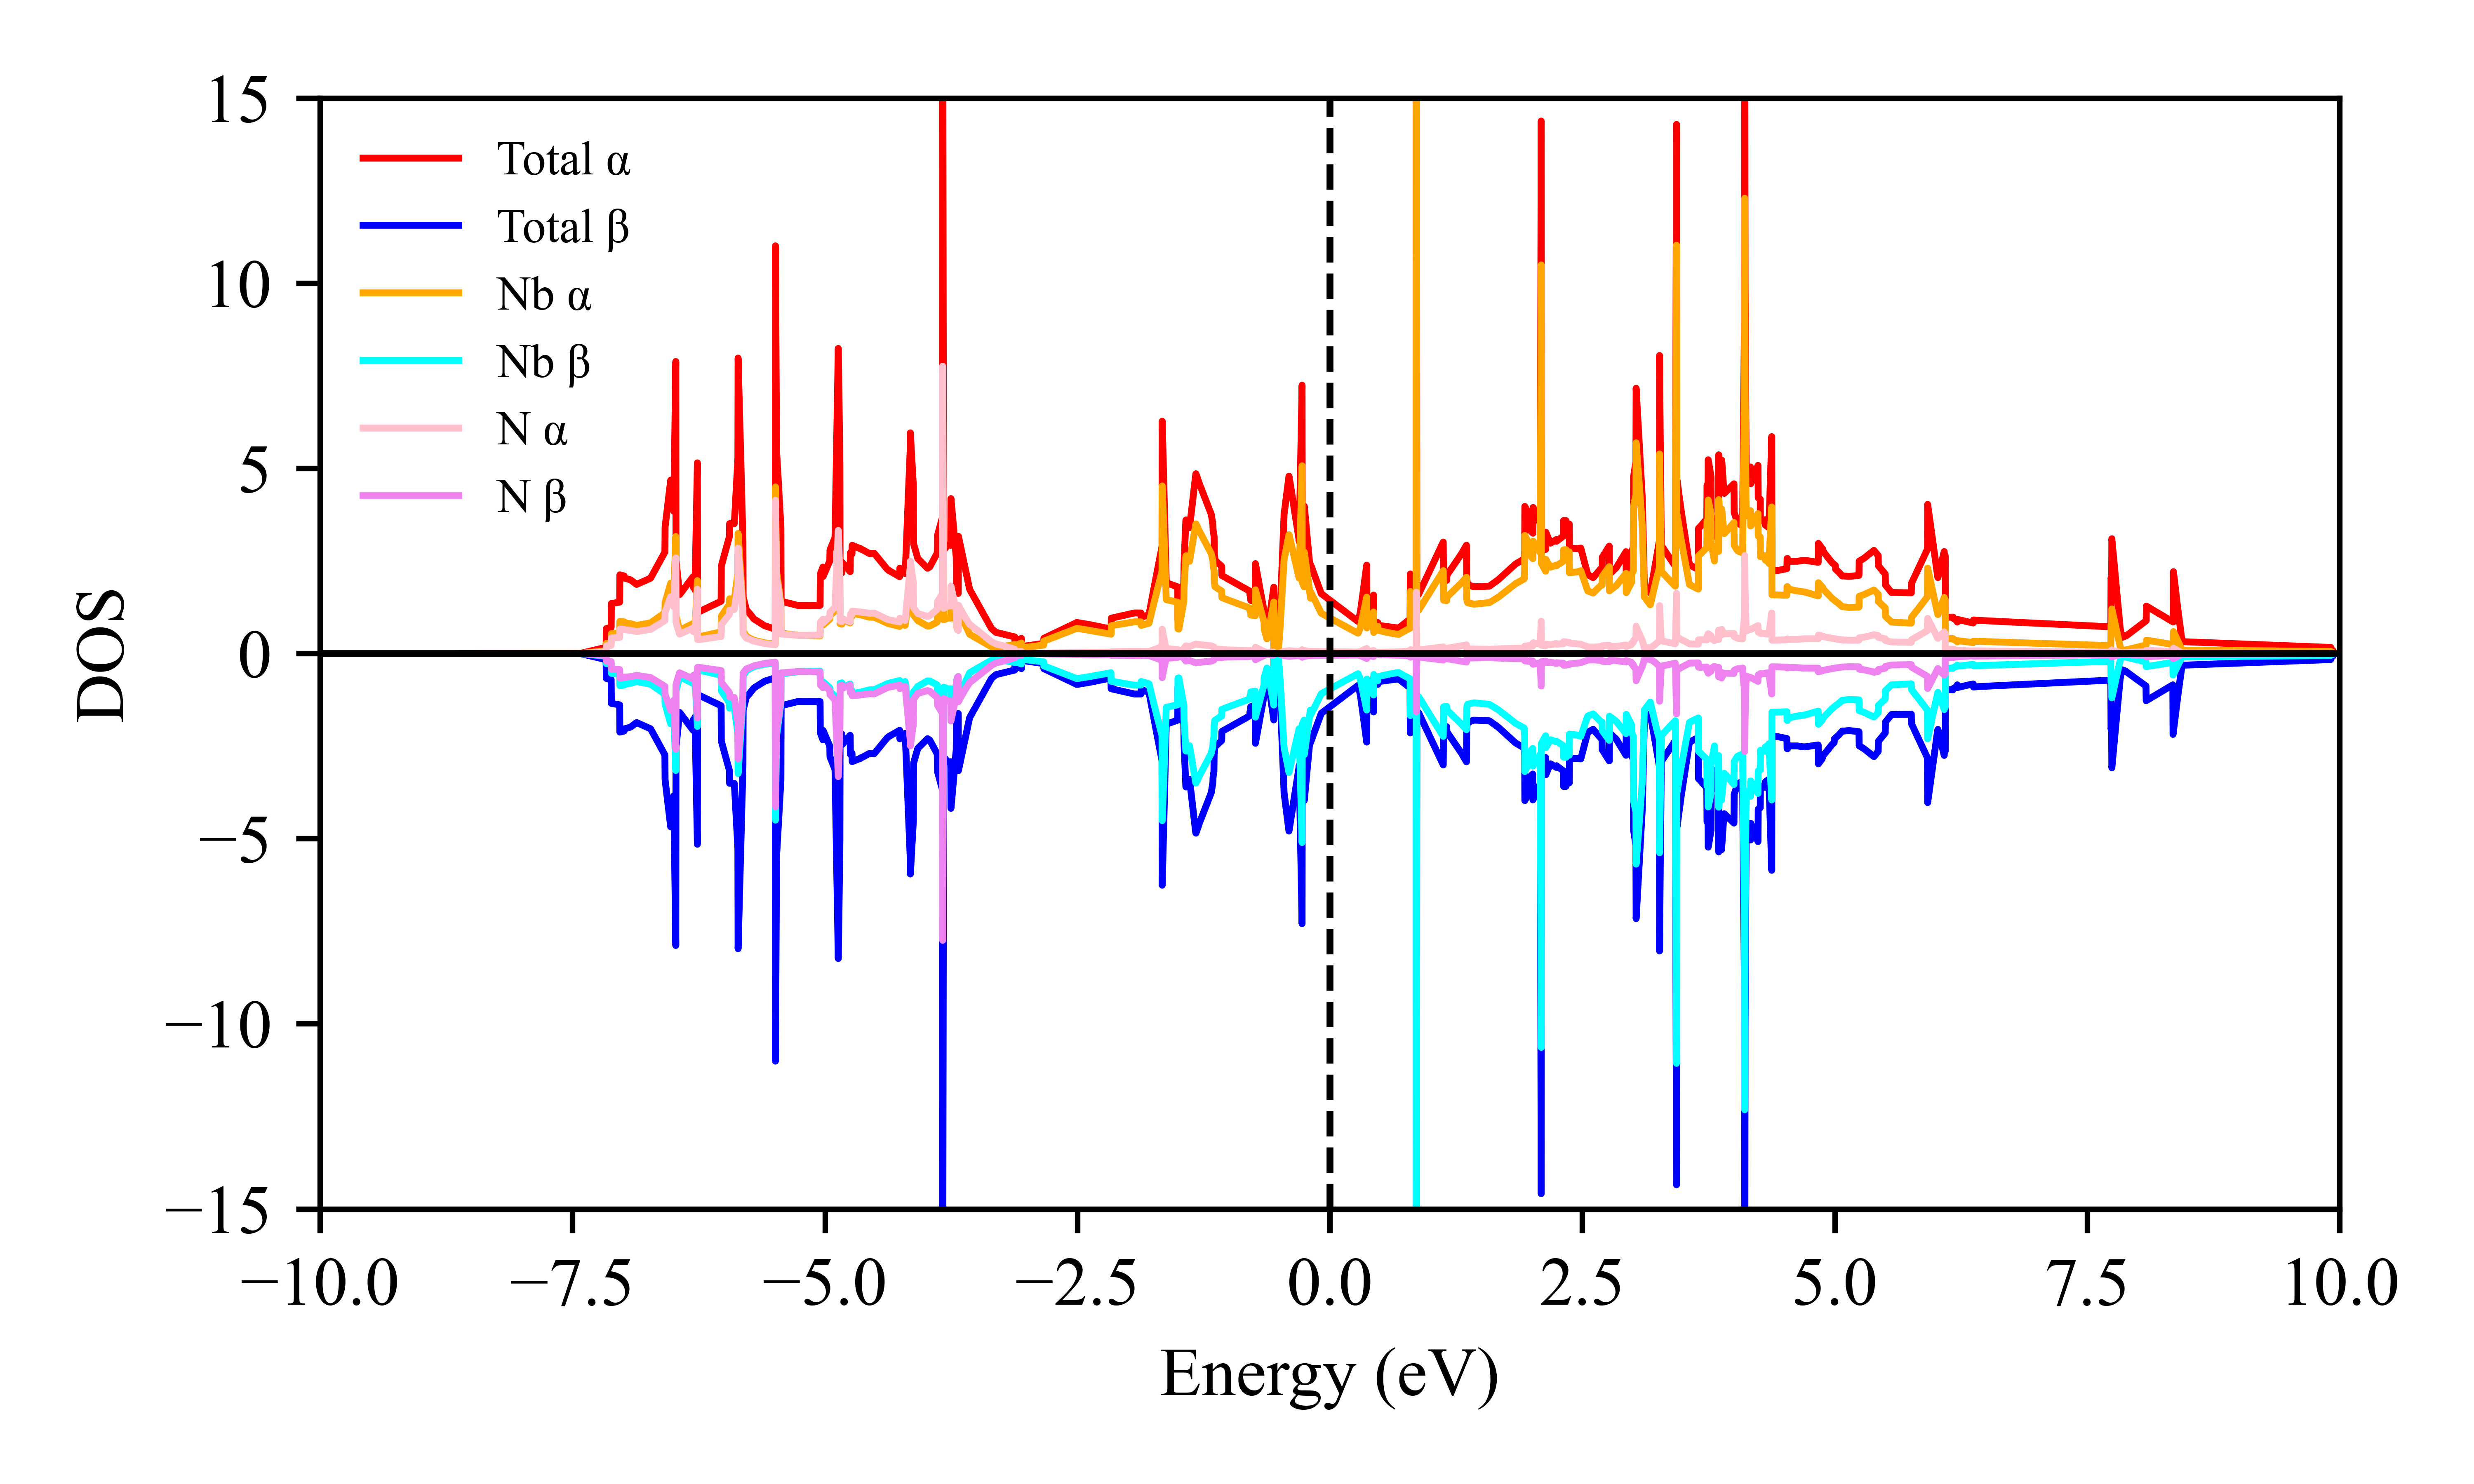 15
10
5
0
−5
−10
−15
DOS
Total α
Total β
Nb α
Nb β
N α
N β
−10.0 −7.5 −5.0 −2.5 0.0 2.5 5.0 7.5 10.0
Energy (eV)